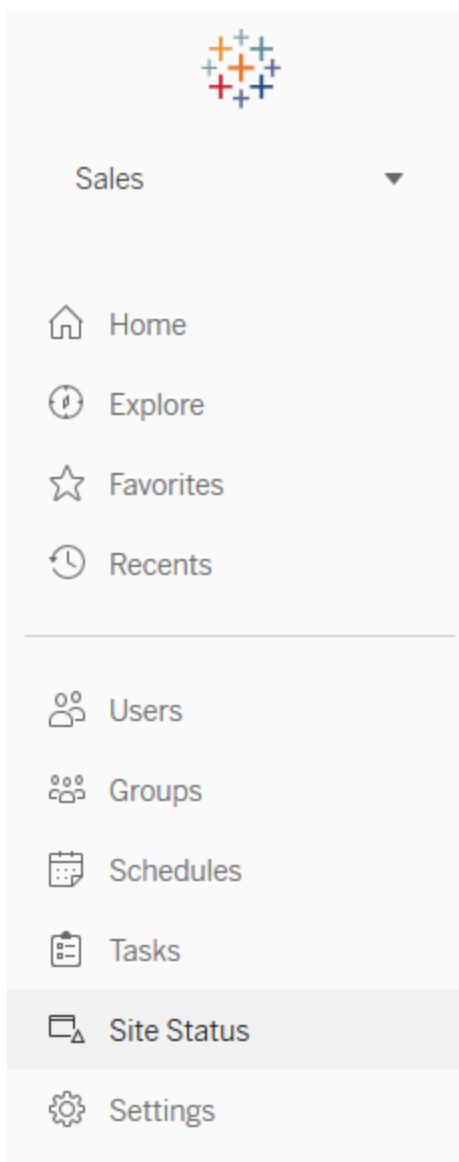 Sales
Home
Explore
Favorites
Recents
Users
Groups
Schedules
Tasks
Site Status
Settings